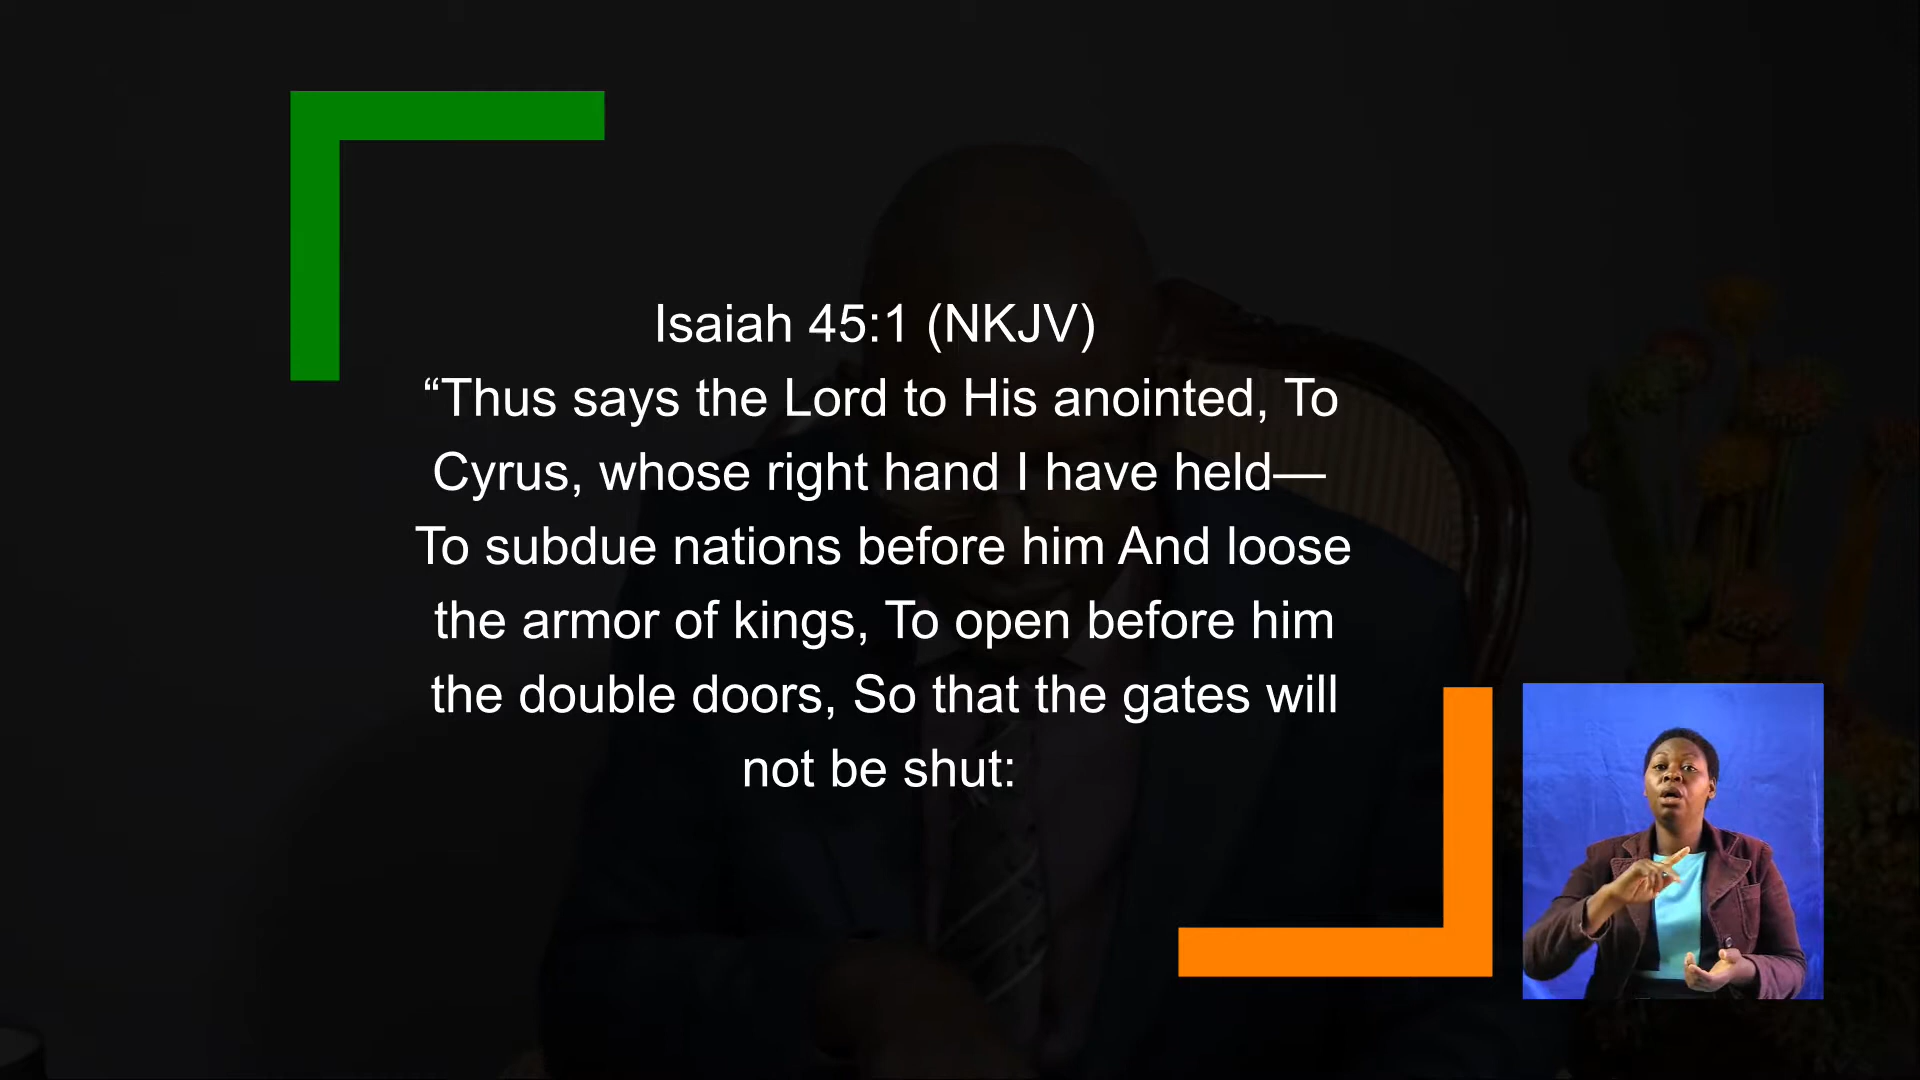 Isaiah 45:1 (NKJV)
“Thus says the Lord to His anointed, To
Cyrus, whose right hand I have held—
To subdue nations before him And loose
the armor of kings, To open before him
the double doors, So that the gates will
not be shut: